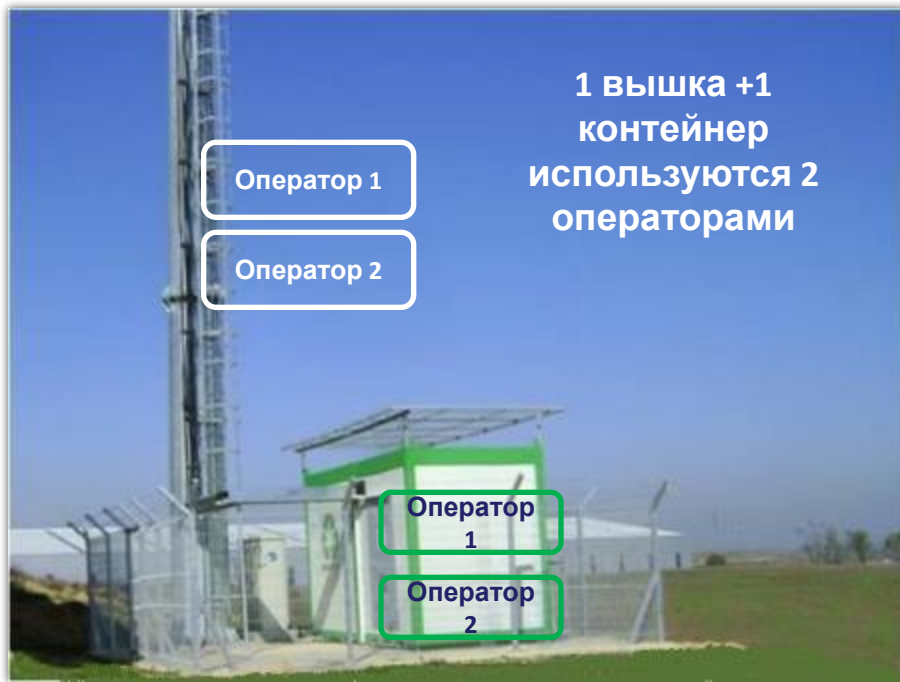 1 вышка +1
контейнер
используются 2
операторами
Оператор 1
Оператор 2
Оператор
1
Оператор
2